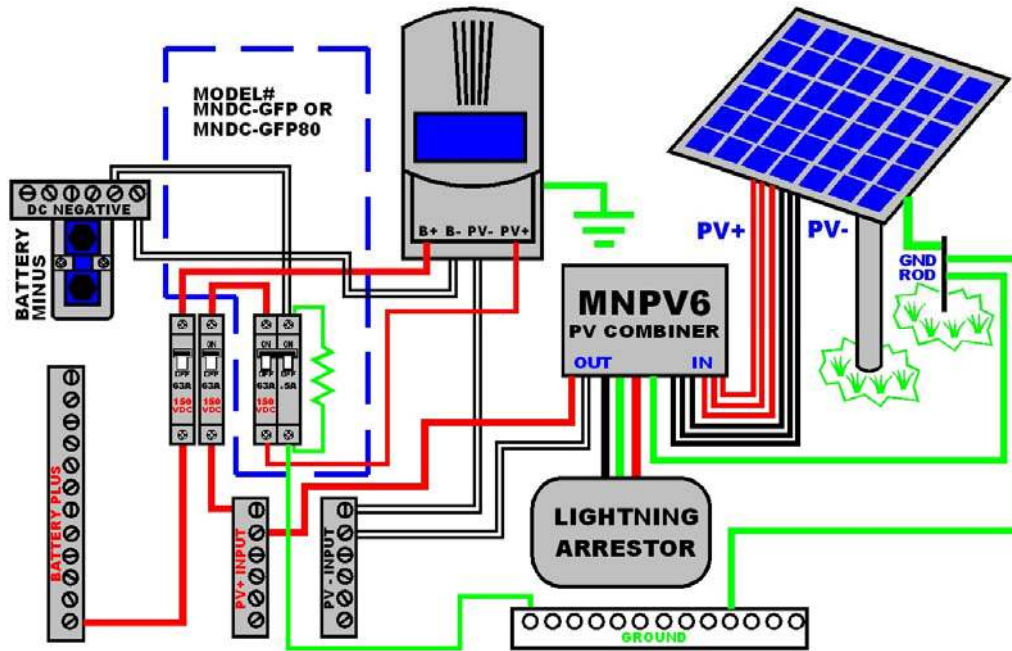 MODEL#
MNDC-GFP OR
MNDC-GFP80
DC NEGATIVE
BATTERY
MINUS
B+ B- PV- PV+
PV+
PV-
GND
ROD
MNPV6
PV COMBINER
OUT
IN
ON
ON
ON
OFF
OFF
OFF
OFF
63A
63A
63A
.5A
150
VDC
150
VDC
150
VDC
BATTERY PLUS
PV+ INPUT
PV - INPUT
LIGHTNING
ARRESTOR
GROUND